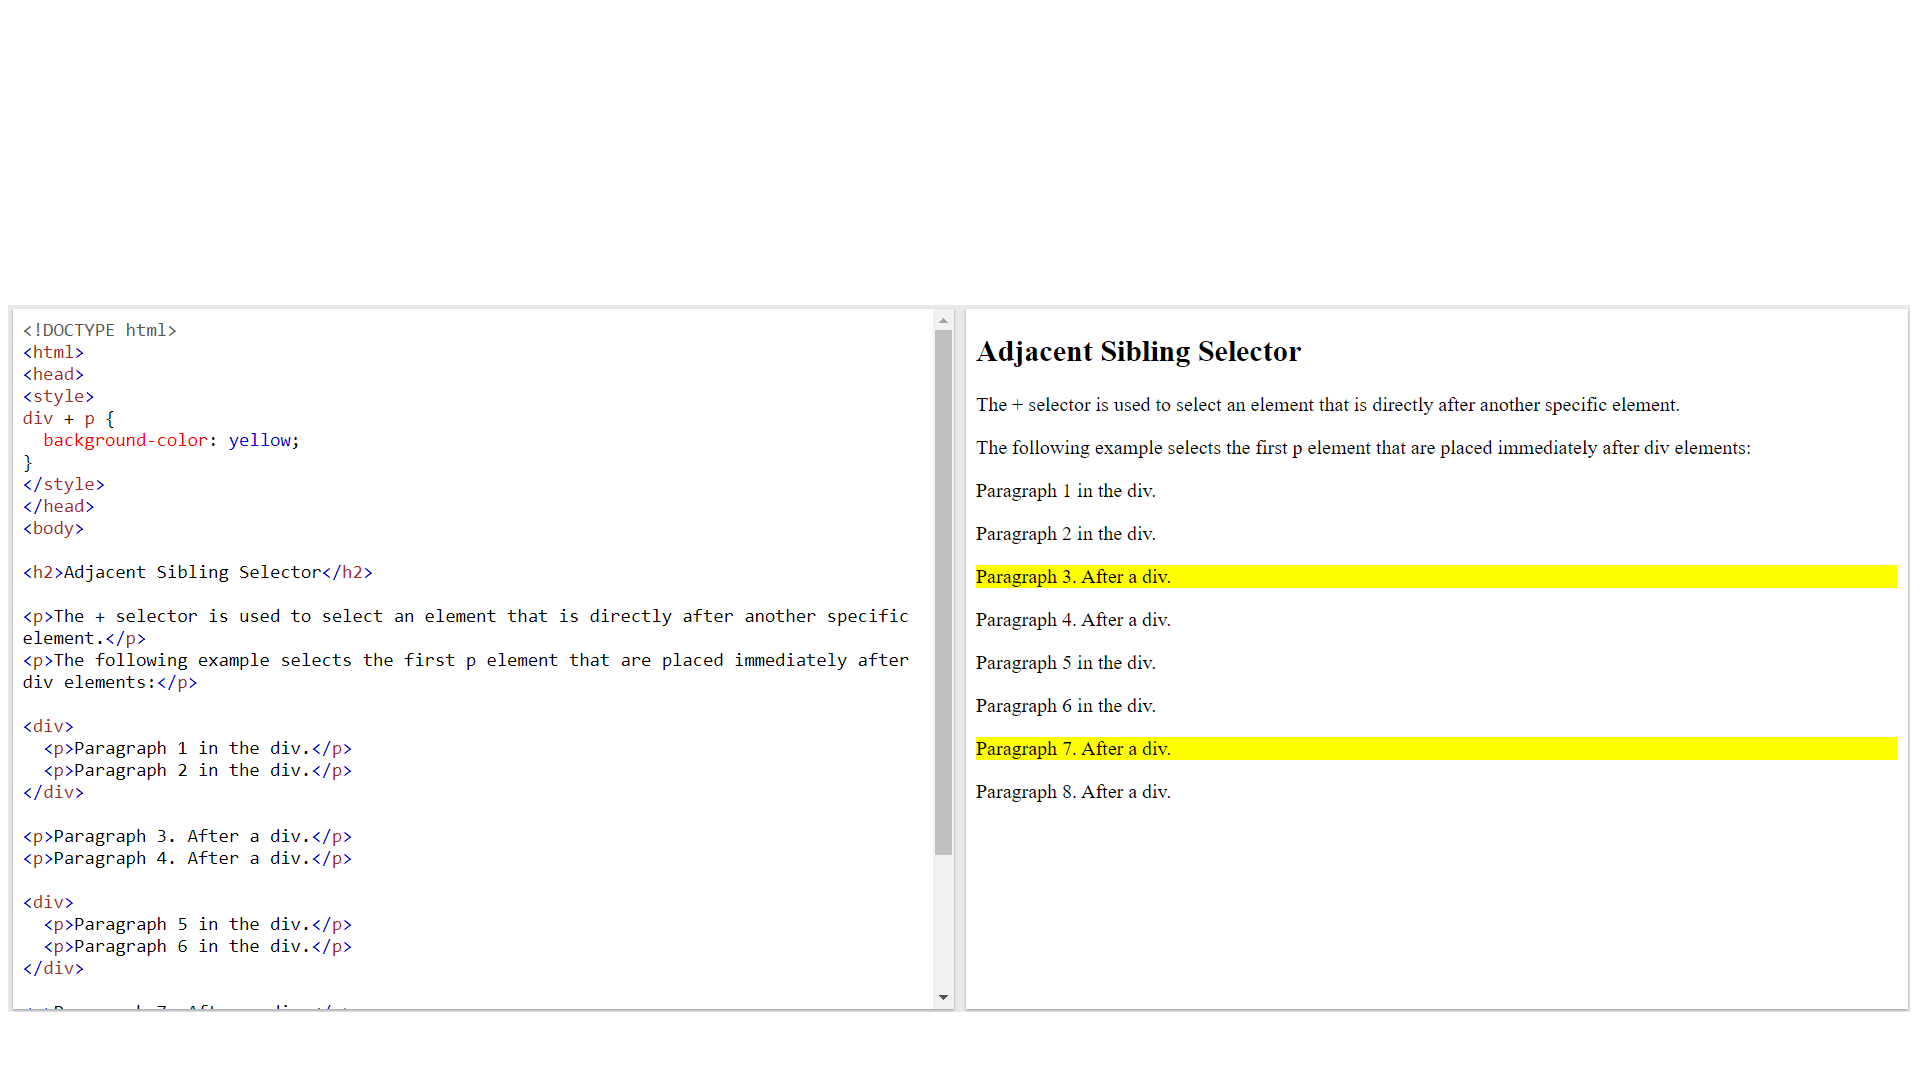 <!DOCTYPE html>
<html>
<head>
<style>
div + p {
  background-color: yellow;
}
</style>
</head>
<body>
<h2>Adjacent Sibling Selector</h2>
<p>The + selector is used to select an element that is directly after another specific
element.</p>
<p>The following example selects the first p element that are placed immediately after
div elements:</p>
<div>
  <p>Paragraph 1 in the div.</p>
  <p>Paragraph 2 in the div.</p>
</div>
<p>Paragraph 3. After a div.</p>
<p>Paragraph 4. After a div.</p>
<div>
  <p>Paragraph 5 in the div.</p>
  <p>Paragraph 6 in the div.</p>
</div>
Adjacent Sibling Selector
The + selector is used to select an element that is directly after another specific element.
The following example selects the first p element that are placed immediately after div elements:
Paragraph 1 in the div.
Paragraph 2 in the div.
Paragraph 3. After a div.
Paragraph 4. After a div.
Paragraph 5 in the div.
Paragraph 6 in the div.
Paragraph 7. After a div.
Paragraph 8. After a div.